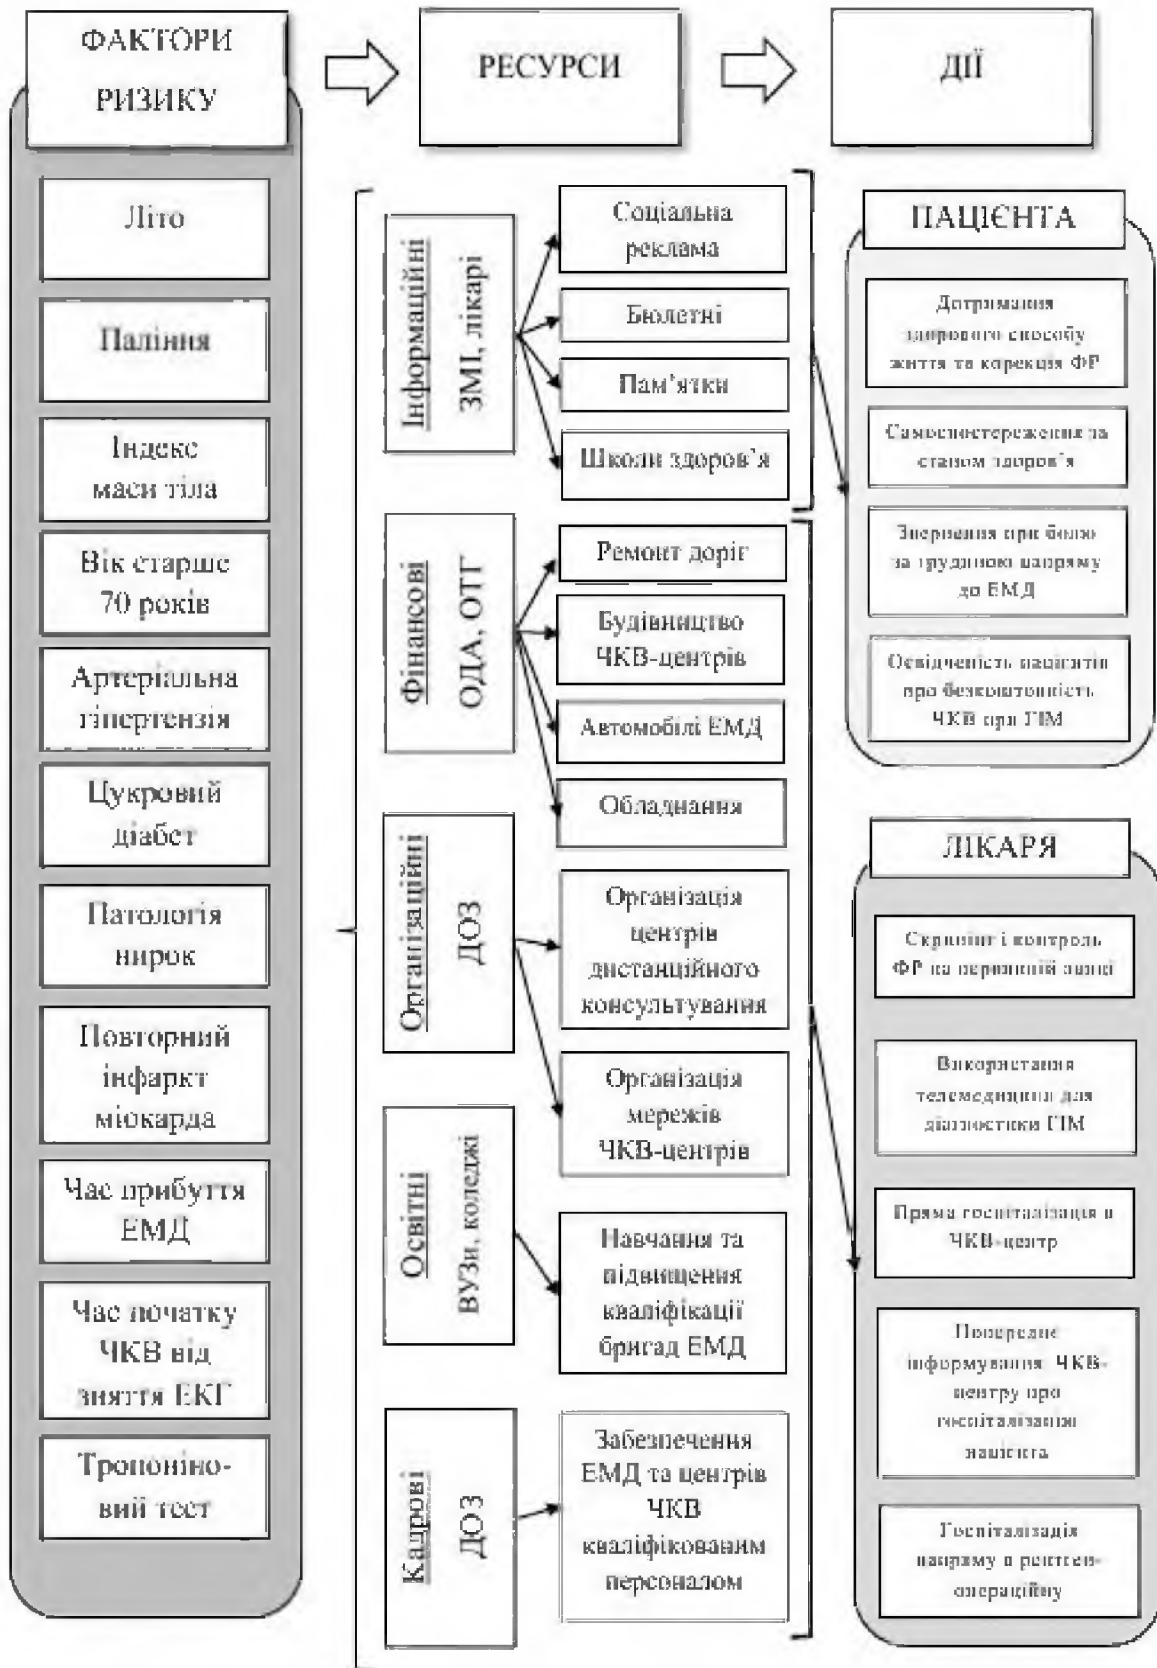 ФАКТОРИ
РИЗИКУ
РЕСУРСИ
ДІЇ
Літо
Паління
Індекс
маси тіла
Вік старше
70 років
Артеріальна
гіпертензія
Цукровий
діабет
Патологія
нирок
Повторний
інфаркт
міокарда
Час прибуття
ЕМД
Час початку
ЧКВ від
зняття ЕКГ
Тропоніно-
вий тест
Інформаційні
ЗМІ, лікарі
Соціальна
реклама
Бюлетні
Пам’ятки
Школи здоров’я
Фінансові
ОДА, ОТГ
Ремонт доріг
Будівництво
ЧКВ-центрів
Автомобілі ЕМД
Обладнання
Організаційні
ДОЗ
Організація
центрів
дистанційного
консультування
Організація
мережів
ЧКВ-центрів
Освітні
ВУЗи, коледжі
Навчання та
підвищення
кваліфікації
бригад ЕМД
Кадрові
ДОЗ
Забезпечення
ЕМД та центрів
ЧКВ
кваліфікованим
персоналом
ПАЦІЄНТА
Дотримання
здорового способу
життя та корекція ФР
Самоспостереження за
станом здоров’я
Звернення при болю
за грудиною напряму
до ЕМД
Освідченість пацієнтів
про безкоштовність
ЧКВ при ГІМ
ЛІКАРЯ
Скринінг і контроль
ФР на первинній ланці
Використання
телемедицини для
діагностики ГІМ
Пряма госпіталізація в
ЧКВ-центр
Попереднє
інформування ЧКВ-
центру про
госпіталізацію
пацієнта
Госпіталізація
напряму в рентген-
операційну